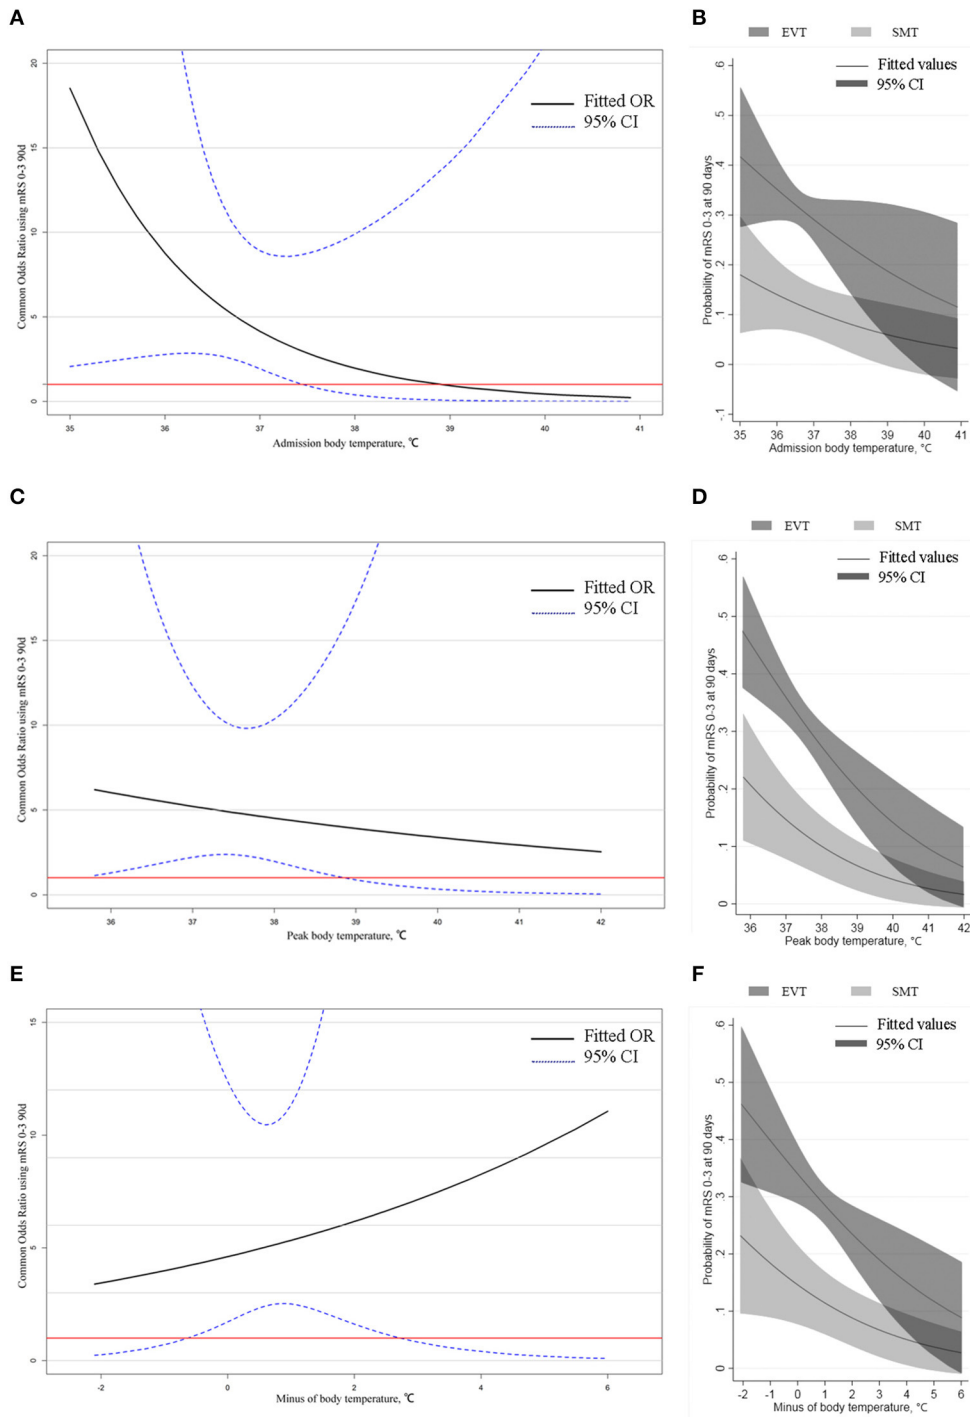 A
Common Odds Ratio using mRS 0-3 90d
20
15
10
5
0
Fitted OR
95% CI
35 36 37 38 39 40 41
Admission body temperature, ℃
B
EVT SMT
Fitted values
95% CI
Probability of mRS 0-3 at 90 days
.6
.5
.4
.3
.2
.1
0
-.1
35 36 37 38 39 40 41
Admission body temperature, °C
C
Common Odds Ratio using mRS 0-3 90d
20
15
10
5
0
Fitted OR
95% CI
36 37 38 39 40 41 42
Peak body temperature, ℃
D
EVT SMT
Fitted values
95% CI
Probability of mRS 0-3 at 90 days
.6
.5
.4
.3
.2
.1
0
36 37 38 39 40 41 42
Peak body temperature, °C
E
Common Odds Ratio using mRS 0-3 90d
15
10
5
0
Fitted OR
95% CI
-2 0 2 4 6
Minus of body temperature, ℃
F
EVT SMT
Fitted values
95% CI
Probability of mRS 0-3 at 90 days
.6
.5
.4
.3
.2
.1
0
-2 -1 0 1 2 3 4 5 6
Minus of body temperature, °C